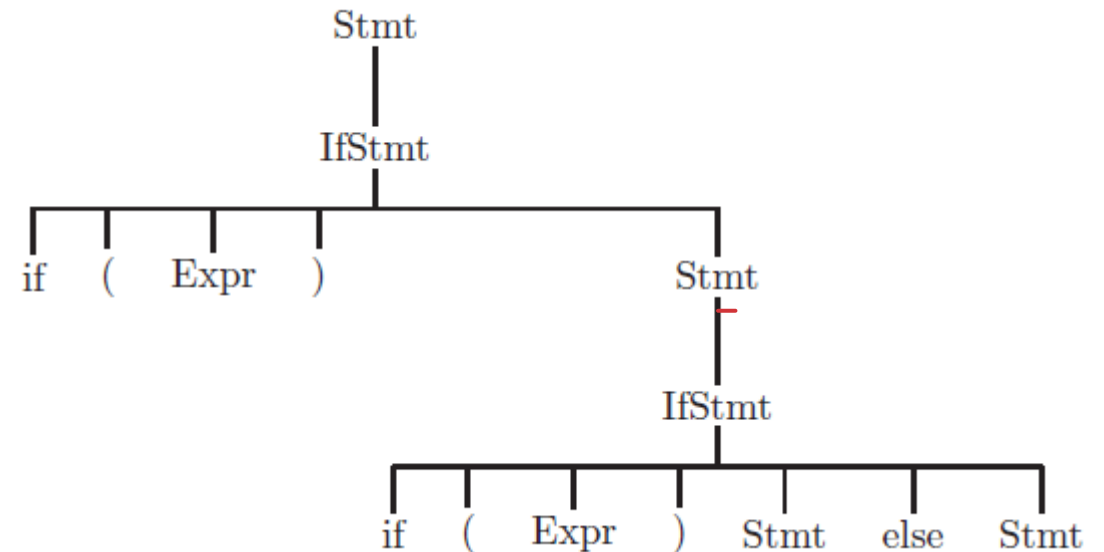 Stmt
IfStmt
if ( Expr ) Stmt
IfStmt
if ( Expr ) Stmt else Stmt